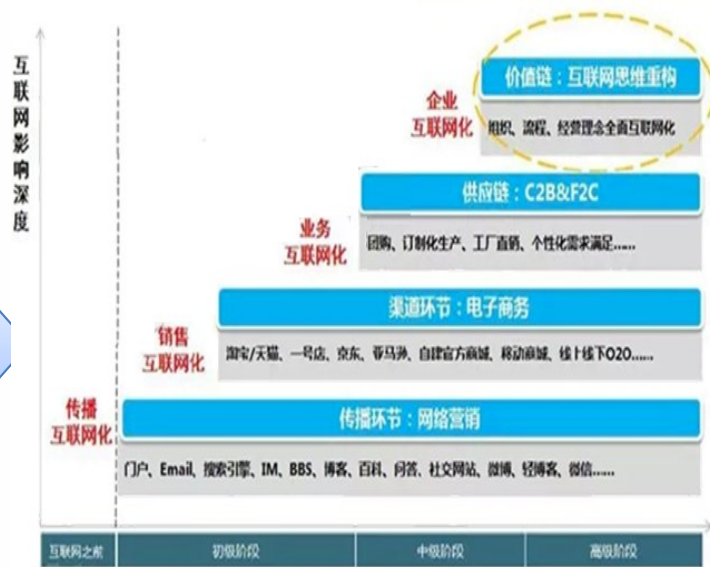 互联网影响深度
价值链：互联网思维重构
企业
互联网化
组织、流程、经营理念全面互联网化
供应链：C2B&F2C
业务
互联网化
团购、订制化生产、工厂直销、个性化需求满足……
渠道环节：电子商务
销售
互联网化
淘宝/天猫、一号店、京东、亚马逊、自建官方商城、移动商城、线上线下O2O……
传播
互联网化
传播环节：网络营销
门户、Email、搜索引擎、IM、BBS、博客、百科、问答、社交网站、微博、轻博客、微信……
互联网之前
初级阶段
中级阶段
高级阶段